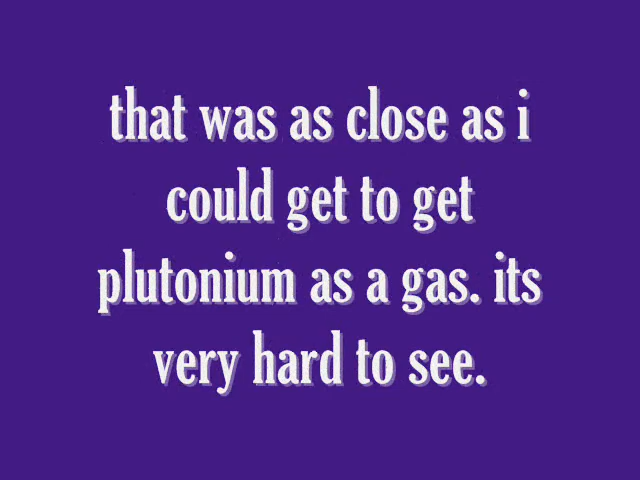 that was as close as i
could get to get
plutonium as a gas. its
very hard to see.